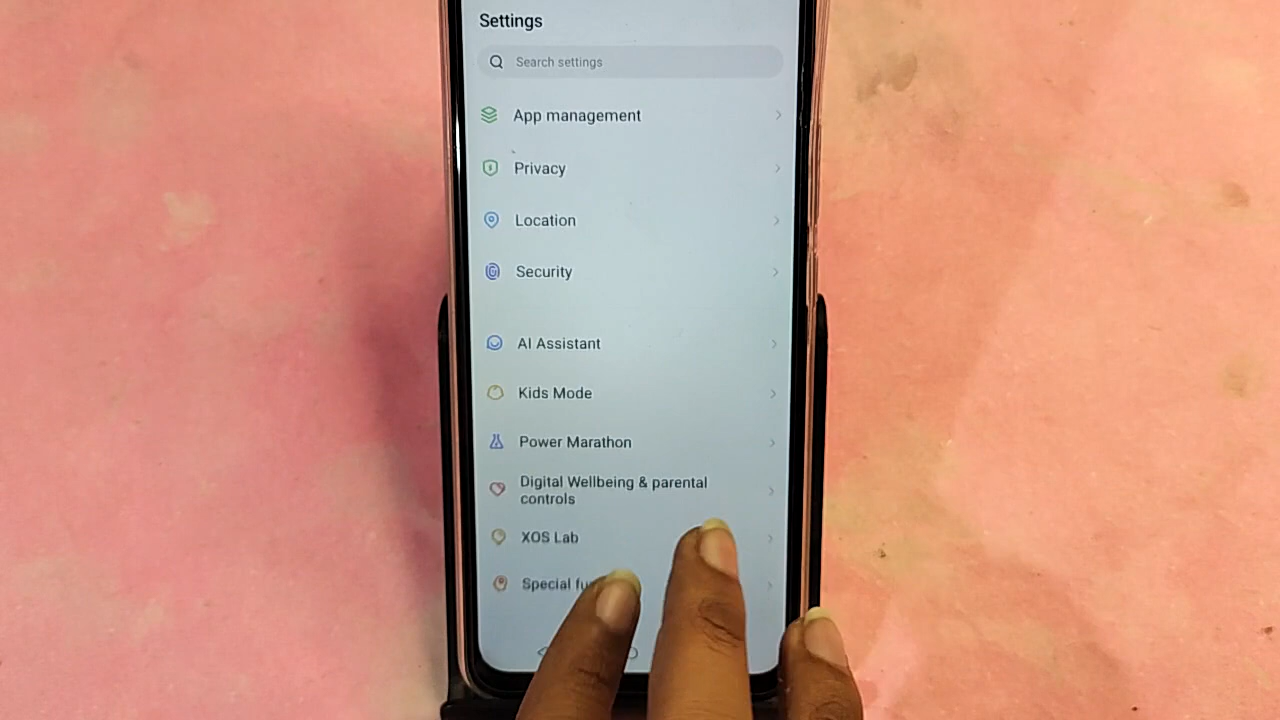 Settings
Search settings
App management
Privacy
Location
Security
AI Assistant
Kids Mode
Power Marathon
Digital Wellbeing & parental
controls
XOS Lab
Special